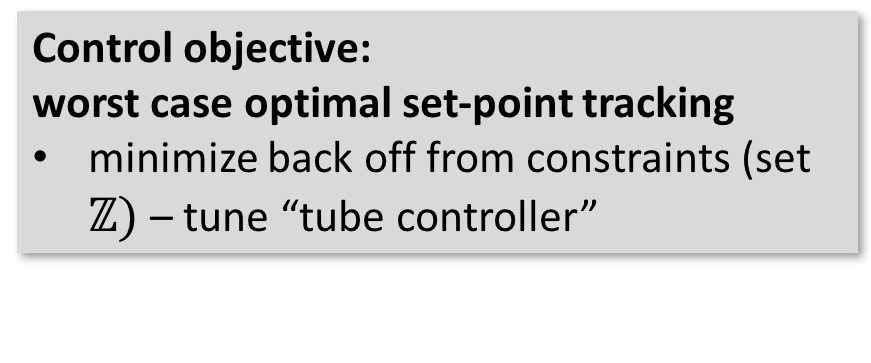 Control objective:
worst case optimal set-point tracking
• minimize back off from constraints (set
ℤ) – tune “tube controller”